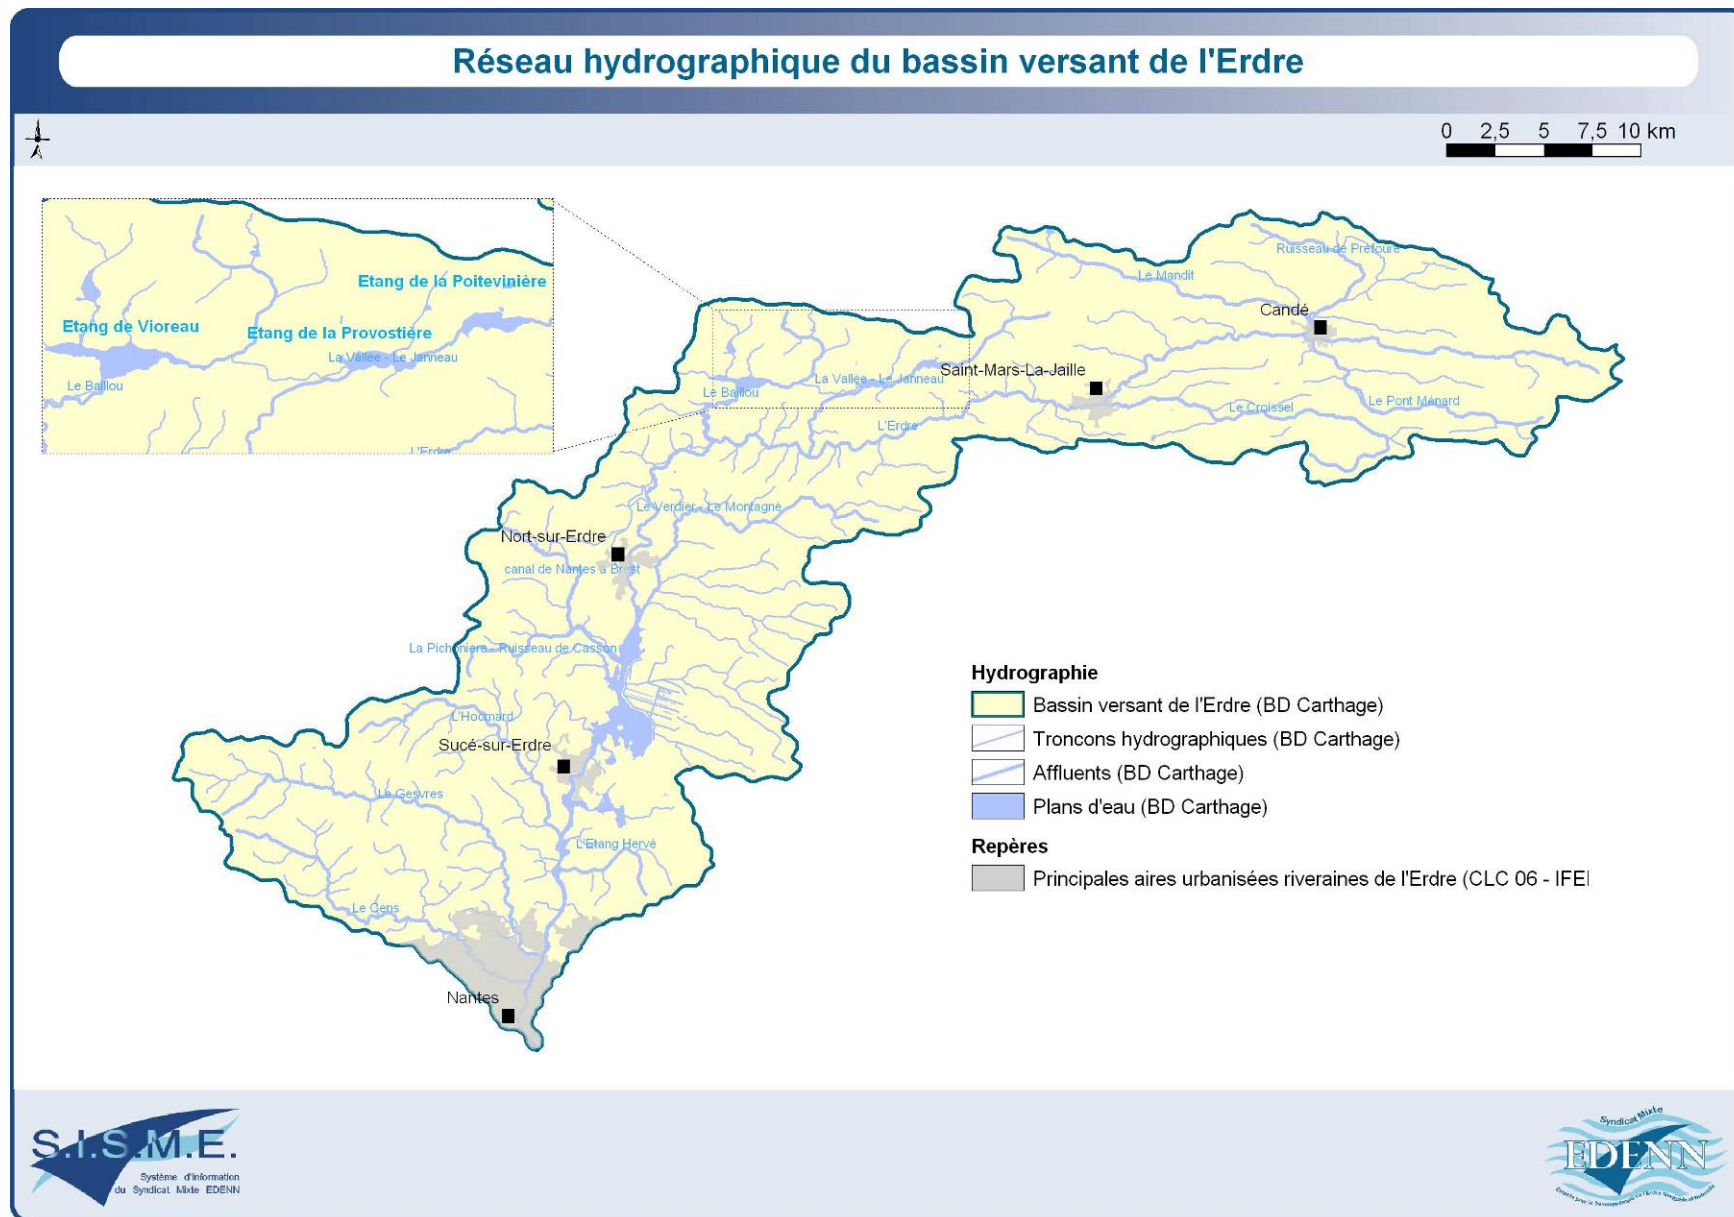 Réseau hydrographique du bassin versant de l'Erdre
0 2,5 5 7,5 10 km
Etang de la Poitevinière
Etang de Vioreau
Etang de la Provostière
La Vallée - Le Janneau
Le Baillou
L'Erdre
Ruisseau de Préfouré
Le Mandit
Candé
Saint-Mars-La-Jaille
La Vallée - Le Janneau
Le Baillou
Le Pont Ménard
Le Croissel
L'Erdre
Le Verdier - Le Montagné
Nort-sur-Erdre
canal de Nantes à Brest
La Pichonière - Ruisseau de Casson
L'Hocmard
Sucé-sur-Erdre
Le Gesvres
L'Etang Hervé
Le Cens
Nantes
Hydrographie
Bassin versant de l'Erdre (BD Carthage)
Troncons hydrographiques (BD Carthage)
Affluents (BD Carthage)
Plans d'eau (BD Carthage)
Repères
Principales aires urbanisées riveraines de l'Erdre (CLC 06 - IFE
S.I.S.M.E.
Système d'Information
du Syndicat Mixte EDENN
Syndicat Mixte
EDENN